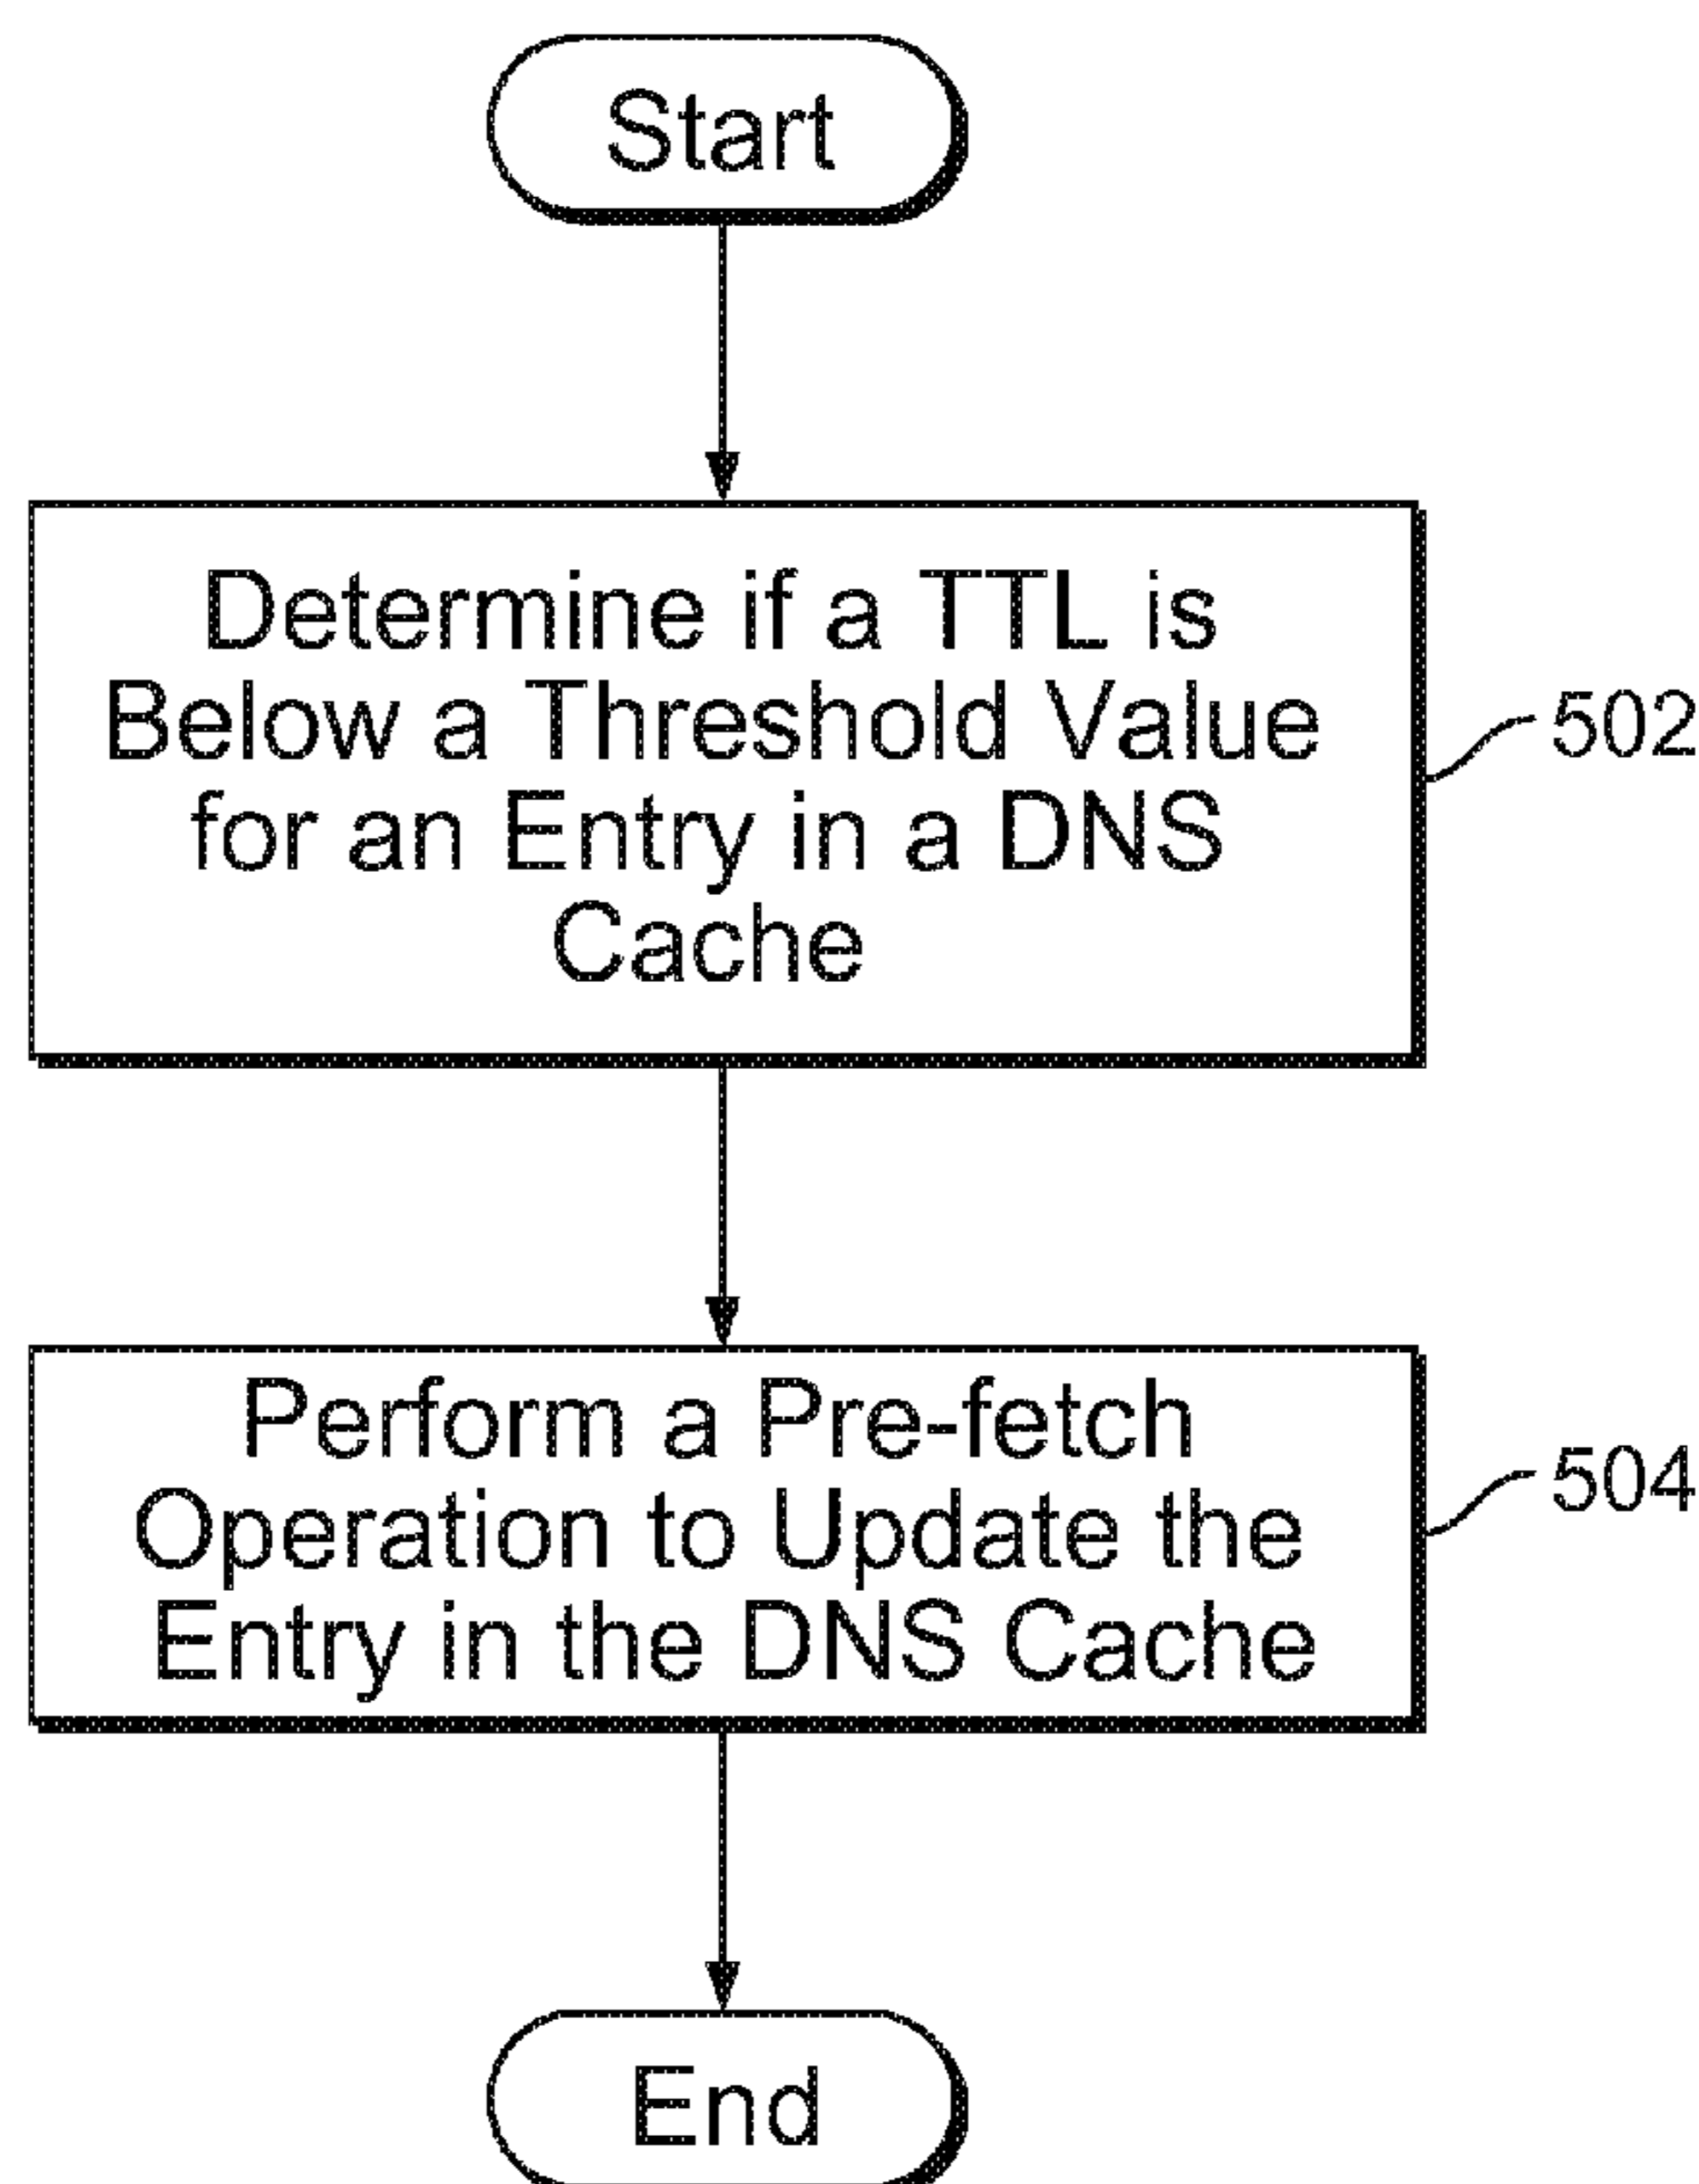 Start
Determine if a TTL is
Below a Threshold Value
for an Entry in a DNS
Cache
502
Perform a Pre-fetch
Operation to Update the
Entry in the DNS Cache
504
End